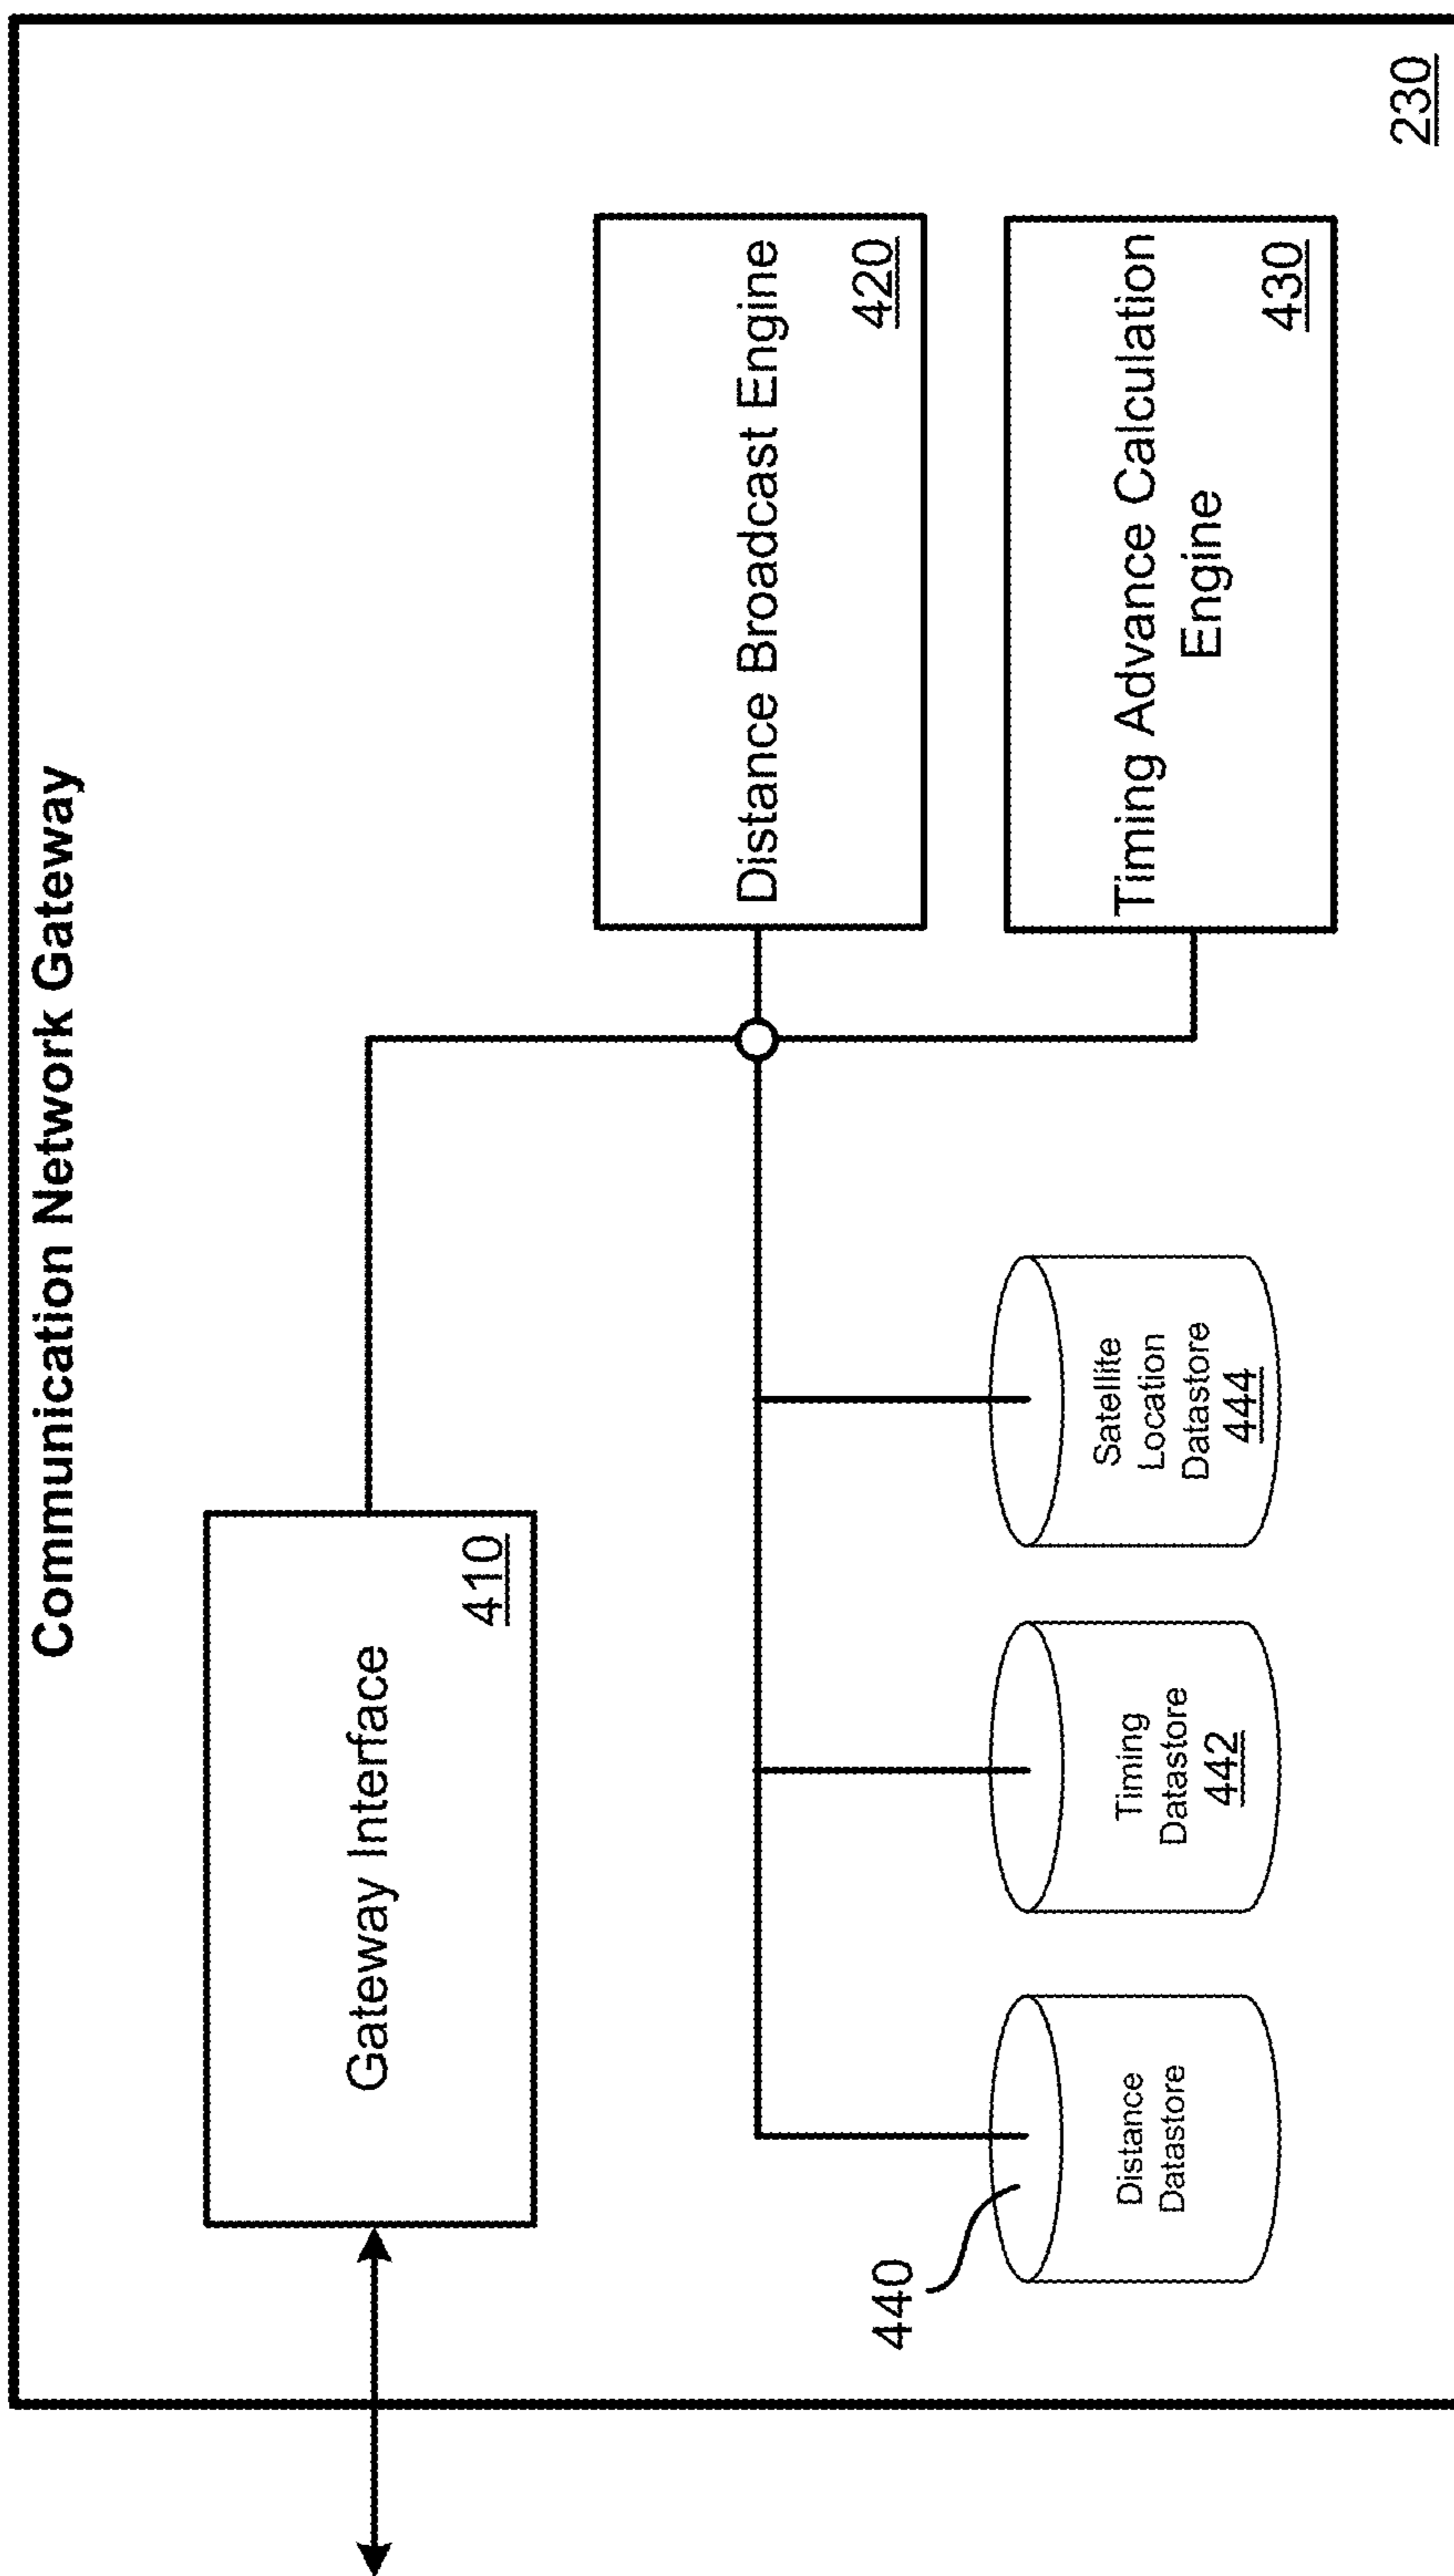 Communication Network Gateway
Gateway Interface
410
Distance Broadcast Engine
420
Timing Advance Calculation
Engine
430
440
Distance
Datastore
Timing
Datastore
442
Satellite
Location
Datastore
444
230